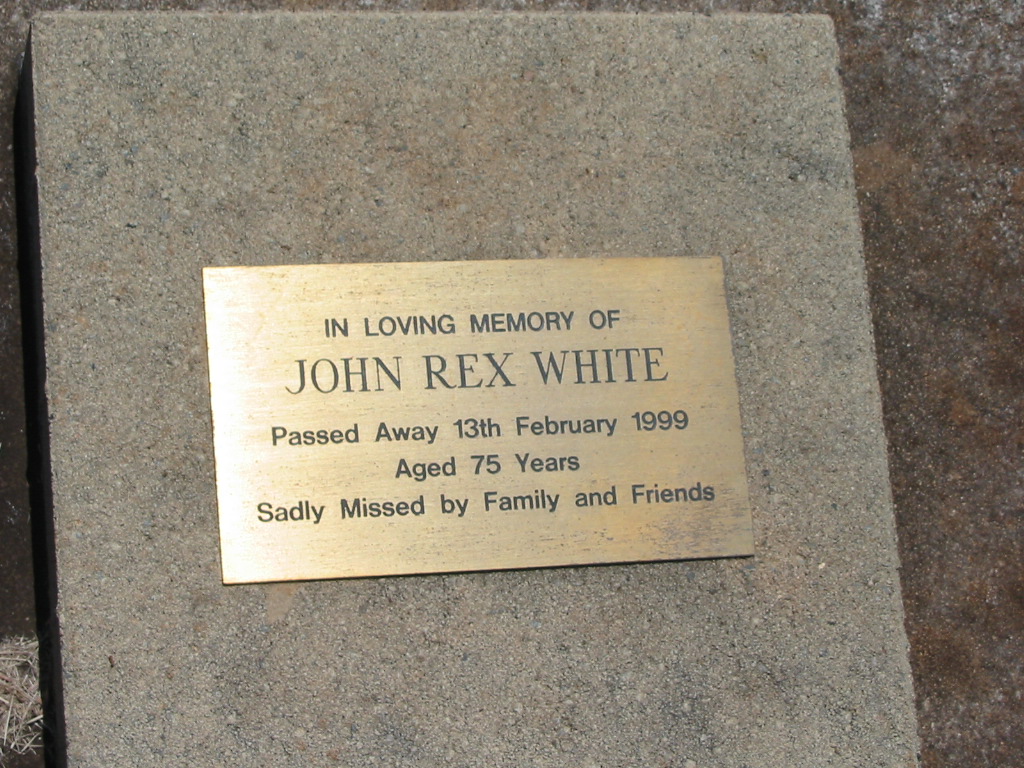 IN LOVING MEMORY OF
JOHN REX WHITE
Passed Away 13th February 1999
Aged 75 Years
Sadly Missed by Family and Friends